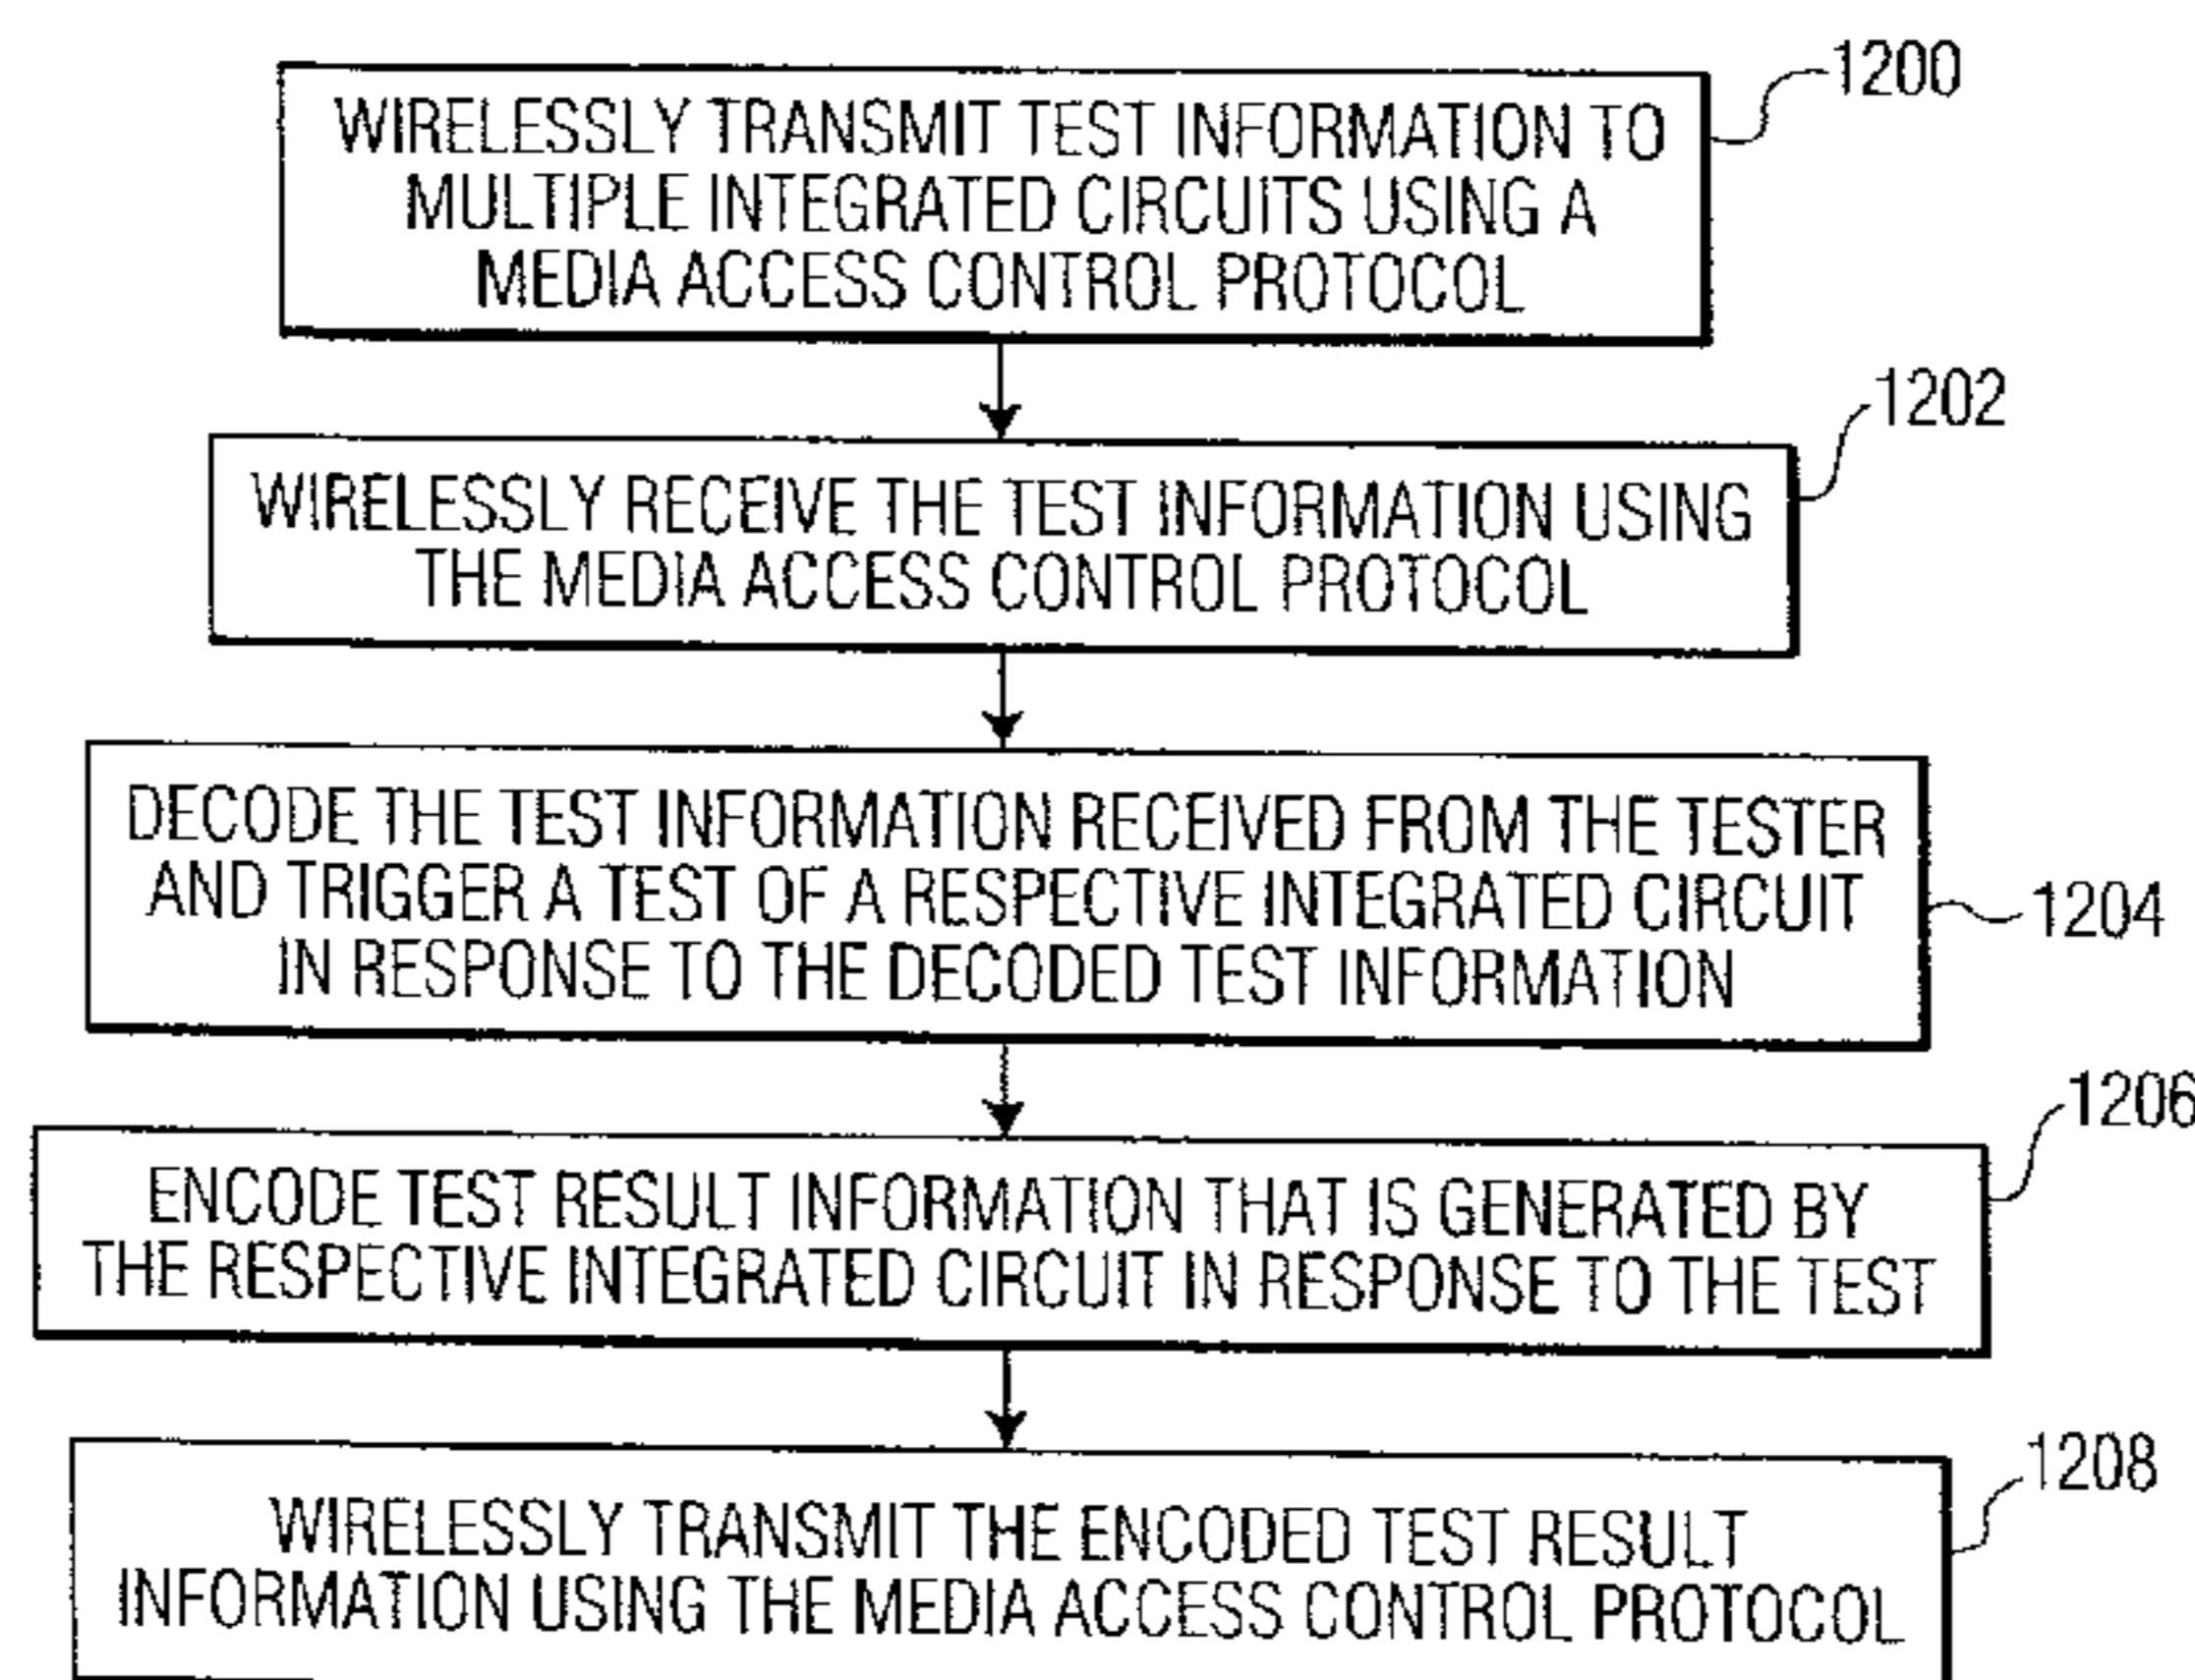 1200
WIRELESSLY TRANSMIT TEST INFORMATION TO
MULTIPLE INTEGRATED CIRCUITS USING A
MEDIA ACCESS CONTROL PROTOCOL
1202
WIRELESSLY RECEIVE THE TEST INFORMATION USING
THE MEDIA ACCESS CONTROL PROTOCOL
DECODE THE TEST INFORMATION RECEIVED FROM THE TESTER
AND TRIGGER A TEST OF A RESPECTIVE INTEGRATED CIRCUIT
IN RESPONSE TO THE DECODED TEST INFORMATION
1204
1206
ENCODE TEST RESULT INFORMATION THAT IS GENERATED BY
THE RESPECTIVE INTEGRATED CIRCUIT IN RESPONSE TO THE TEST
1208
WIRELESSLY TRANSMIT THE ENCODED TEST RESULT
INFORMATION USING THE MEDIA ACCESS CONTROL PROTOCOL